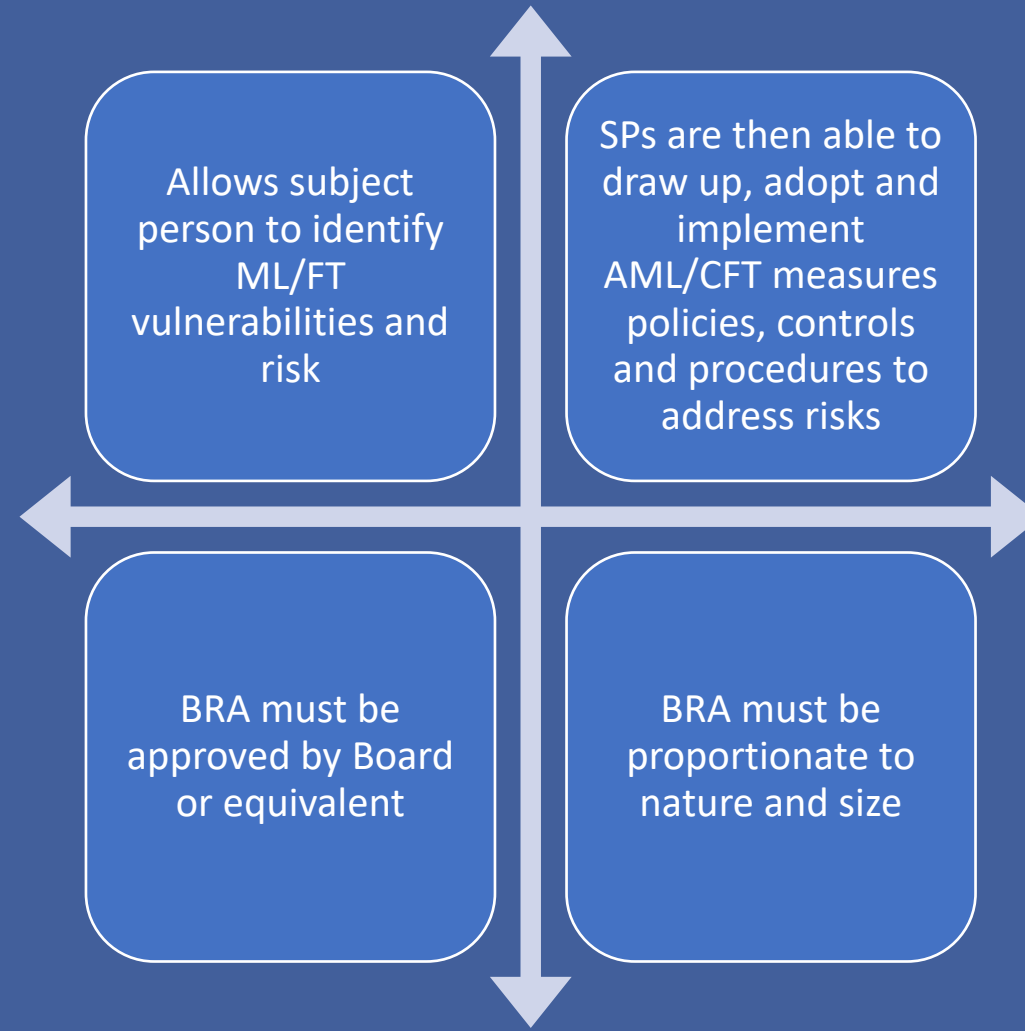 Allows subject
person to identify
ML/FT
vulnerabilities and
risk
SPs are then able to
draw up, adopt and
implement
AML/CFT measures
policies, controls
and procedures to
address risks
BRA must be
approved by Board
or equivalent
BRA must be
proportionate to
nature and size